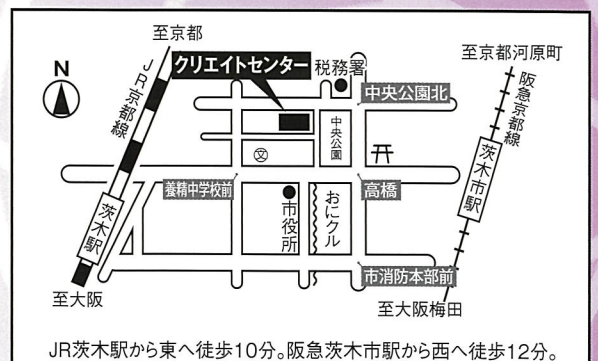 至京都
至京都河原町
N
JR京都線
クリエイトセンター
税務署
中央公園北
阪急京都線
中央公園
文
茨木市駅
養精中学校前
高橋
茨木駅
市役所
おにクル
市消防本部前
至大阪
至大阪梅田
JR茨木駅から東へ徒歩10分。阪急茨木市駅から西へ徒歩12分。